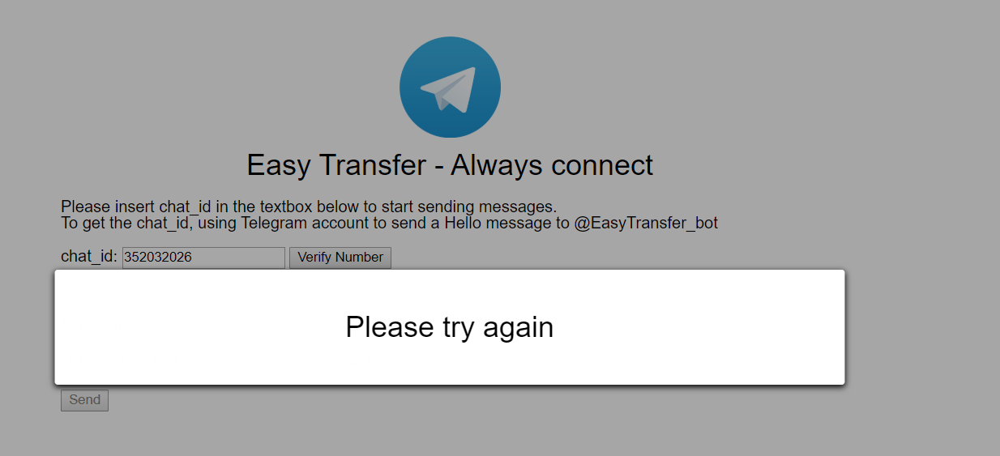 Easy Transfer - Always connect
Please insert chat_id in the textbox below to start sending messages.
To get the chat_id, using Telegram account to send a Hello message to @EasyTransfer_bot
chat_id: 352032026 Verify Number
Please try again
Send